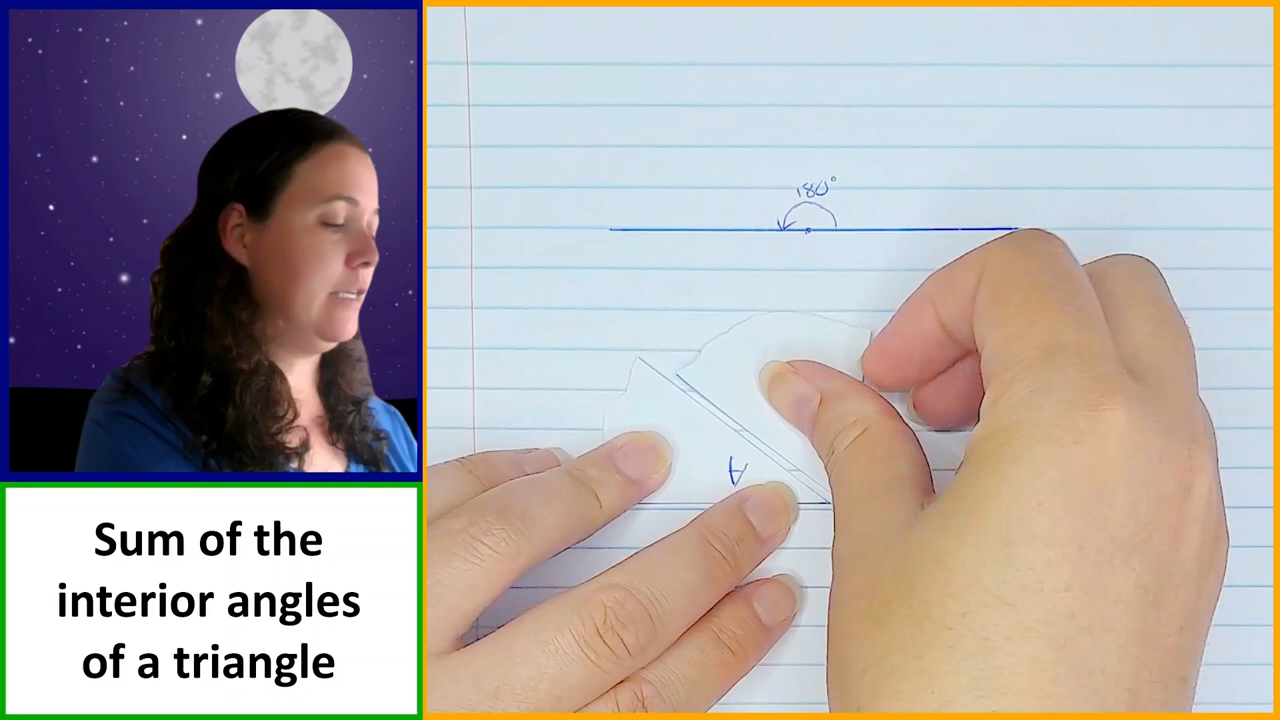 Sum of the
interior angles
of a triangle
180°
A